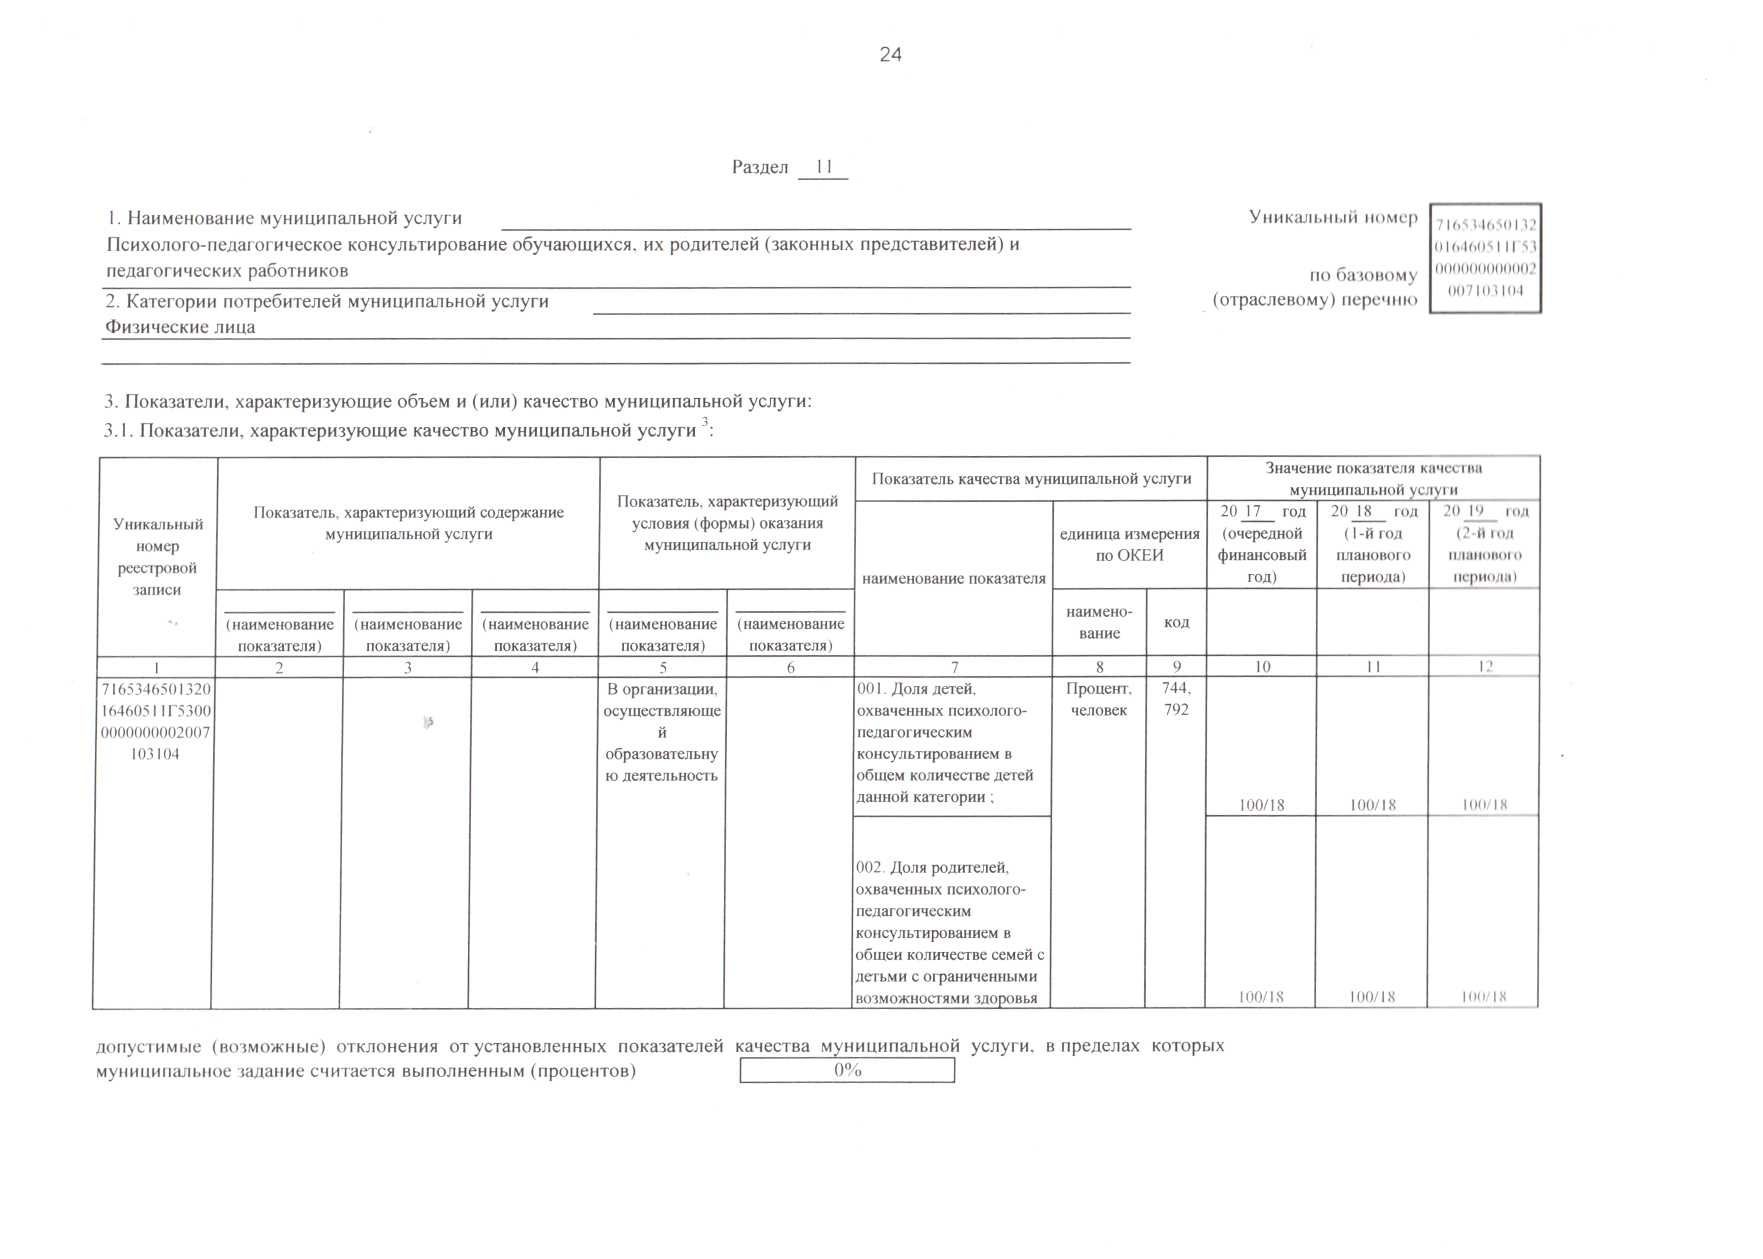 24
Раздел 11
1. Наименование муниципальной услуги
Психолого-педагогическое консультирование обучающихся, их родителей (законных представителей) и
педагогических работников
2. Категории потребителей муниципальной услуги
Физические лица
Уникальный номер
по базовому
(отраслевому) перечню
716534650132
016460511Г53
000000000002
007103104
3. Показатели, характеризующие объем и (или) качество муниципальной услуги:
3.1. Показатели, характеризующие качество муниципальной услуги 3:
Уникальный
номер
реестровой
записи
Показатель, характеризующий содержание
муниципальной услуги
Показатель, характеризующий
условия (формы) оказания
муниципальной услуги
Показатель качества муниципальной услуги
Значение показателя качества
муниципальной услуги
наименование показателя
единица измерения
по ОКЕИ
20 17 год
(очередной
финансовый
год)
20 18 год
(1-й год
планового
периода)
20 19 год
(2-й год
планового
периода)
(наименование
показателя)
(наименование
показателя)
(наименование
показателя)
(наименование
показателя)
(наименование
показателя)
наимено-
вание
код
1 2 3 4 5 6 7 8 9 10 11 12
7165346501320
16460511Г5300
0000000002007
103104
В организации,
осуществляюще
й
образовательну
ю деятельность
001. Доля детей,
охваченных психолого-
педагогическим
консультированием в
общем количестве детей
данной категории ;
Процент,
человек
744,
792
100/18 100/18 100/18
002. Доля родителей,
охваченных психолого-
педагогическим
консультированием в
общеи количестве семей с
детьми с ограниченными
возможностями здоровья
100/18 100/18 100/18
допустимые (возможные) отклонения от установленных показателей качества муниципальной услуги, в пределах которых
муниципальное задание считается выполненным (процентов) 0%